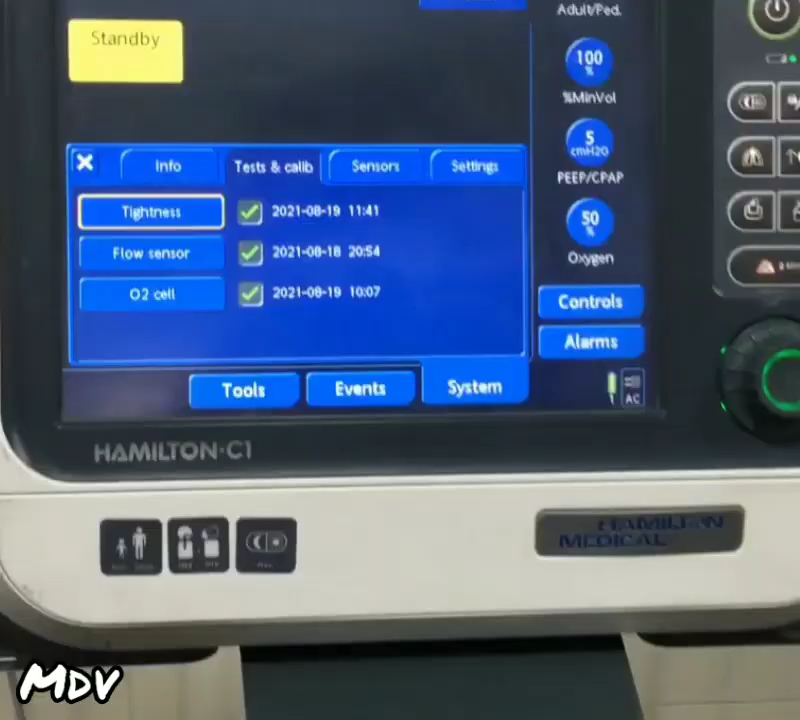 Adult/Ped.
Standby
100
%
%MinVol
5
cmH2O
PEEP/CPAP
50
%
Oxygen
Info
Tests & calib
Sensors
Settings
Tightness
2021-08-19 11:41
Flow sensor
2021-08-18 20:54
O2 cell
2021-08-19 10:07
Controls
Alarms
Tools
Events
System
AC
HAMILTON-C1
HAMILTON
MEDICAL
MDV